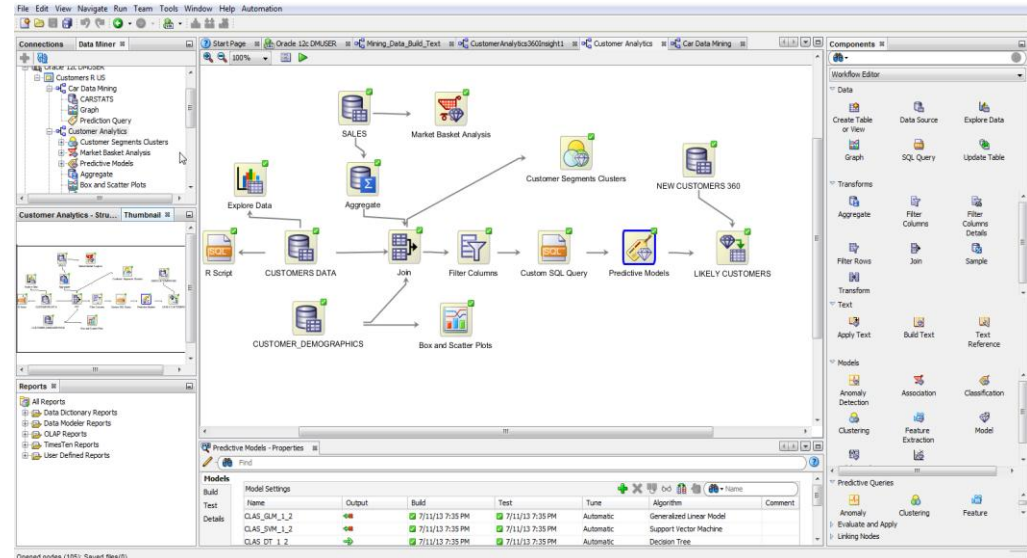 File Edit View Navigate Run Team Tools Window Help Automation
Connections
Data Miner
Oracle 12c DMUSER
Customers R US
Car Data Mining
CARSTATS
Graph
Prediction Query
Customer Analytics
Customer Segments Clusters
Market Basket Analysis
Predictive Models
Aggregate
Box and Scatter Plots
Customer Analytics - Stru...
Thumbnail
Reports
All Reports
Data Dictionary Reports
Data Modeler Reports
OLAP Reports
TimesTen Reports
User Defined Reports
Start Page
Oracle 12c DMUSER
Mining_Data_Build_Text
CustomerAnalytics360Insight1
Customer Analytics
Car Data Mining
100%
SALES
Market Basket Analysis
Customer Segments Clusters
NEW CUSTOMERS 360
Explore Data
Aggregate
R Script
CUSTOMERS DATA
Join
Filter Columns
Custom SQL Query
Predictive Models
LIKELY CUSTOMERS
CUSTOMER_DEMOGRAPHICS
Box and Scatter Plots
Predictive Models - Properties
Find
Models
Build
Test
Details
Model Settings
Name
Name Output Build Test Tune Algorithm Comment
CLAS_GLM_1_2 7/11/13 7:35 PM 7/11/13 7:35 PM Automatic Generalized Linear Model
CLAS_SVM_1_2 7/11/13 7:35 PM 7/11/13 7:35 PM Automatic Support Vector Machine
CLAS_DT_1_2 7/11/13 7:35 PM 7/11/13 7:35 PM Automatic Decision Tree
Components
Workflow Editor
Data
Create Table or View
Data Source
Explore Data
Graph
SQL Query
Update Table
Transforms
Aggregate
Filter Columns
Filter Columns Details
Filter Rows
Join
Sample
Transform
Text
Apply Text
Build Text
Text Reference
Models
Anomaly Detection
Association
Classification
Clustering
Feature Extraction
Model
Predictive Queries
Anomaly
Clustering
Feature
Evaluate and Apply
Linking Nodes
Opened nodes (105); Saved files(0)